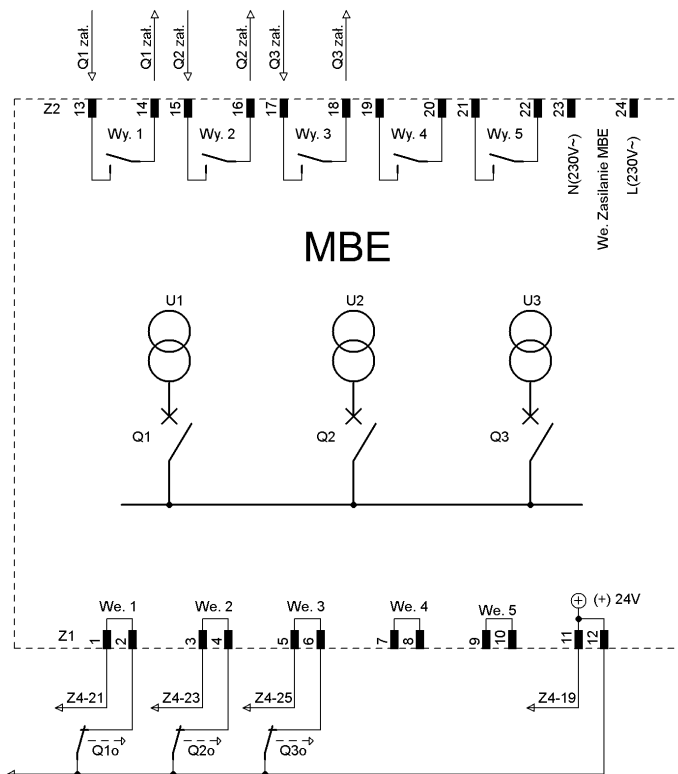 Q1 zał.
Q1 zał.
Q2 zał.
Q2 zał.
Q3 zał.
Q3 zał.
Z2
13
14
15
16
17
18
19
20
21
22
23
24
Wy. 1
Wy. 2
Wy. 3
Wy. 4
Wy. 5
N(230V~)
We. Zasilanie MBE
L(230V~)
MBE
U1
U2
U3
Q1
Q2
Q3
We. 1
We. 2
We. 3
We. 4
We. 5
(+) 24V
Z1
1
2
3
4
5
6
7
8
9
10
11
12
Z4-21
Z4-23
Z4-25
Z4-19
Q1o
Q2o
Q3o